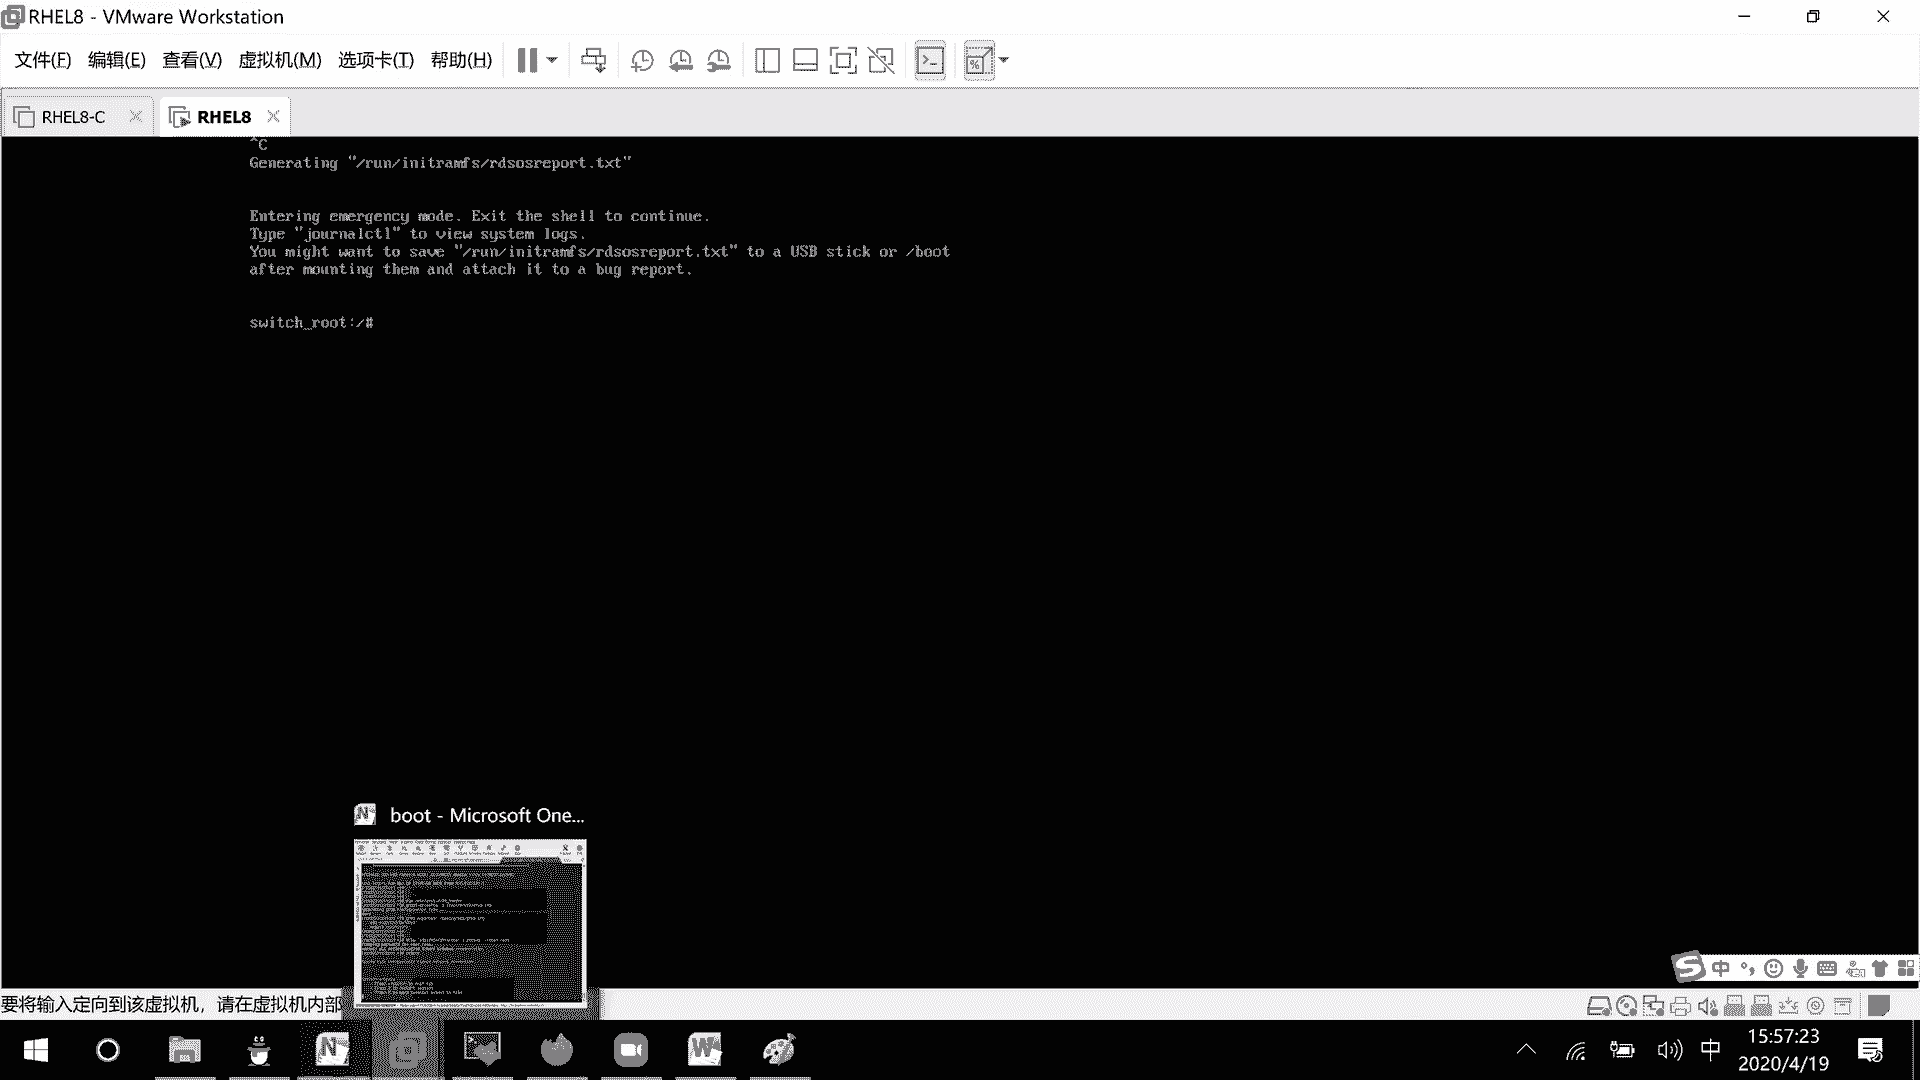 RHEL8 - VMware Workstation
文件(F) 编辑(E) 查看(V) 虚拟机(M) 选项卡(T) 帮助(H)
RHEL8-C
RHEL8
^C
Generating "/run/initramfs/rdsosreport.txt"
Entering emergency mode. Exit the shell to continue.
Type "journalctl" to view system logs.
You might want to save "/run/initramfs/rdsosreport.txt" to a USB stick or /boot
after mounting them and attach it to a bug report.
switch_root:/#
boot - Microsoft One...
中
要将输入定向到该虚拟机，请在虚拟机内部
中
15:57:23
2020/4/19